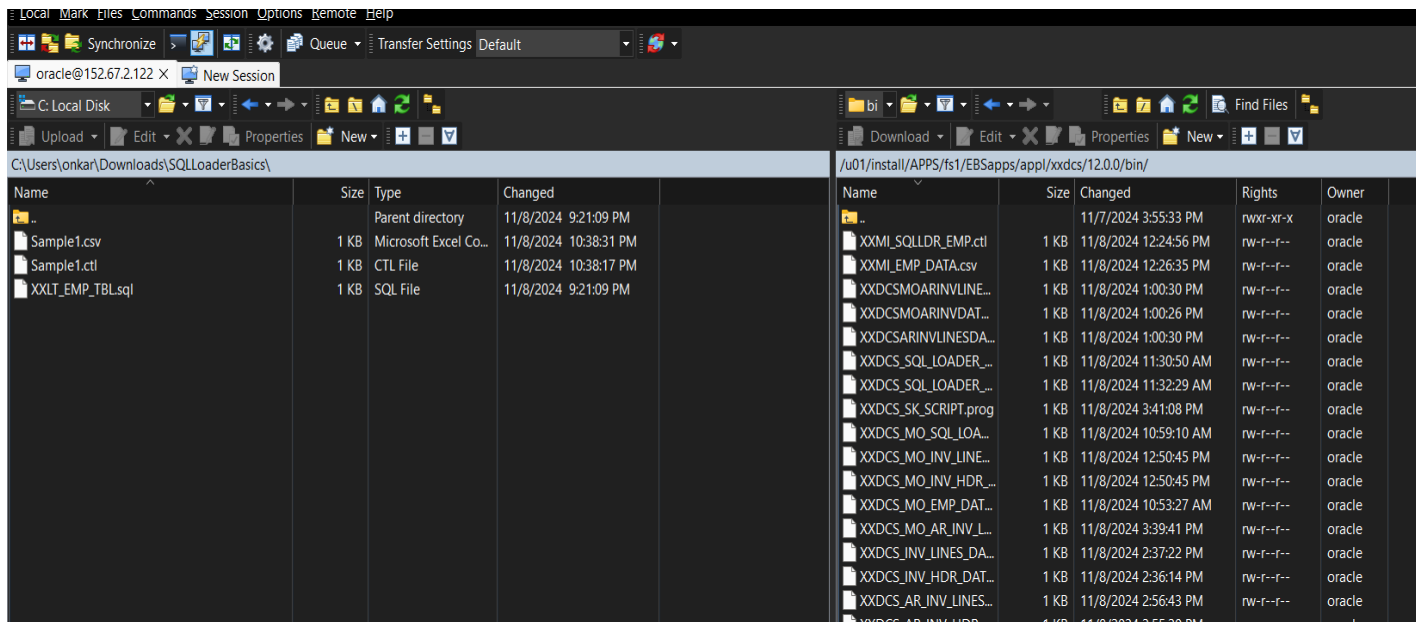 Local Mark Files Commands Session Options Remote Help
Synchronize Queue Transfer Settings Default
oracle@152.67.2.122 × New Session
C: Local Disk
Upload Edit Properties New
C:\Users\onkar\Downloads\SQLLoaderBasics\
Name Size Type Changed
.. Parent directory 11/8/2024 9:21:09 PM
Sample1.csv 1 KB Microsoft Excel Co... 11/8/2024 10:38:31 PM
Sample1.ctl 1 KB CTL File 11/8/2024 10:38:17 PM
XXLT_EMP_TBL.sql 1 KB SQL File 11/8/2024 9:21:09 PM
bi Find Files
Download Edit Properties New
/u01/install/APPS/fs1/EBSapps/appl/xxdcs/12.0.0/bin/
Name Size Changed Rights Owner
.. 11/7/2024 3:55:33 PM rwxr-xr-x oracle
XXMI_SQLLDR_EMP.ctl 1 KB 11/8/2024 12:24:56 PM rw-r--r-- oracle
XXMI_EMP_DATA.csv 1 KB 11/8/2024 12:26:35 PM rw-r--r-- oracle
XXDCSMOARINVLINE... 1 KB 11/8/2024 1:00:30 PM rw-r--r-- oracle
XXDCSMOARINVDAT... 1 KB 11/8/2024 1:00:26 PM rw-r--r-- oracle
XXDCSARINVLINESDA... 1 KB 11/8/2024 1:00:30 PM rw-r--r-- oracle
XXDCS_SQL_LOADER_... 1 KB 11/8/2024 11:30:50 AM rw-r--r-- oracle
XXDCS_SQL_LOADER_... 1 KB 11/8/2024 11:32:29 AM rw-r--r-- oracle
XXDCS_SK_SCRIPT.prog 1 KB 11/8/2024 3:41:08 PM rw-r--r-- oracle
XXDCS_MO_SQL_LOA... 1 KB 11/8/2024 10:59:10 AM rw-r--r-- oracle
XXDCS_MO_INV_LINE... 1 KB 11/8/2024 12:50:45 PM rw-r--r-- oracle
XXDCS_MO_INV_HDR_... 1 KB 11/8/2024 12:50:45 PM rw-r--r-- oracle
XXDCS_MO_EMP_DAT... 1 KB 11/8/2024 10:53:27 AM rw-r--r-- oracle
XXDCS_MO_AR_INV_L... 1 KB 11/8/2024 3:39:41 PM rw-r--r-- oracle
XXDCS_INV_LINES_DA... 1 KB 11/8/2024 2:37:22 PM rw-r--r-- oracle
XXDCS_INV_HDR_DAT... 1 KB 11/8/2024 2:36:14 PM rw-r--r-- oracle
XXDCS_AR_INV_LINES... 1 KB 11/8/2024 2:56:43 PM rw-r--r-- oracle